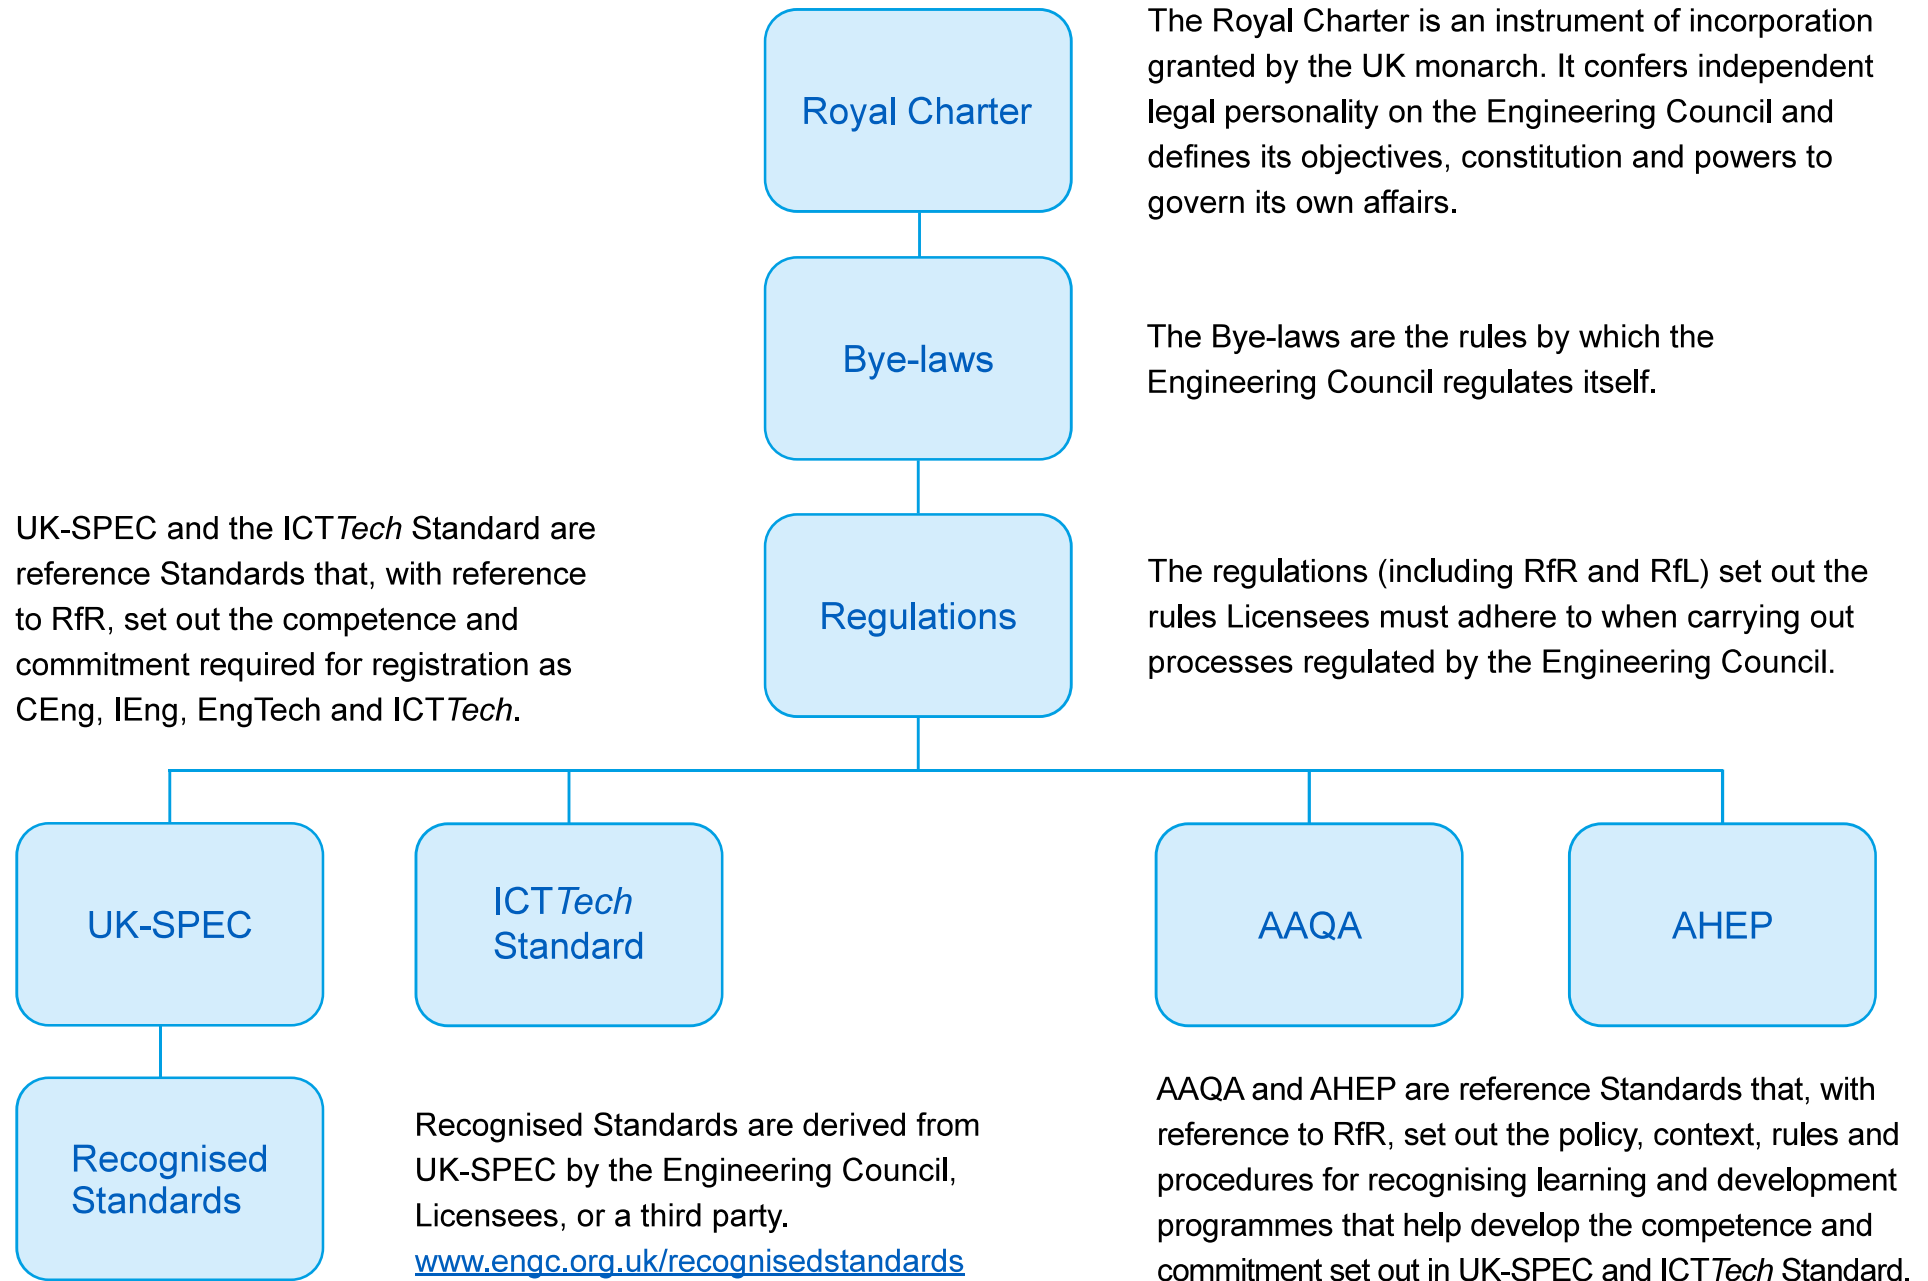 Royal Charter
The Royal Charter is an instrument of incorporation
granted by the UK monarch. It confers independent
legal personality on the Engineering Council and
defines its objectives, constitution and powers to
govern its own affairs.
Bye-laws
The Bye-laws are the rules by which the
Engineering Council regulates itself.
UK-SPEC and the ICTTech Standard are
reference Standards that, with reference
to RfR, set out the competence and
commitment required for registration as
CEng, IEng, EngTech and ICTTech.
Regulations
The regulations (including RfR and RfL) set out the
rules Licensees must adhere to when carrying out
processes regulated by the Engineering Council.
UK-SPEC
ICTTech
Standard
AAQA
AHEP
Recognised
Standards
Recognised Standards are derived from
UK-SPEC by the Engineering Council,
Licensees, or a third party.
www.engc.org.uk/recognisedstandards
AAQA and AHEP are reference Standards that, with
reference to RfR, set out the policy, context, rules and
procedures for recognising learning and development
programmes that help develop the competence and
commitment set out in UK-SPEC and ICTTech Standard.